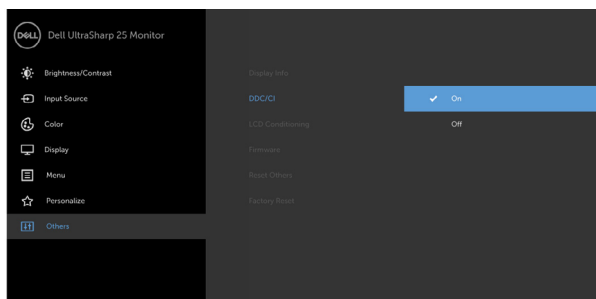 DELL Dell UltraSharp 25 Monitor
Brightness/Contrast
Input Source
Color
Display
Menu
Personalize
Others
Display Info
DDC/CI
LCD Conditioning
Firmware
Reset Others
Factory Reset
On
Off